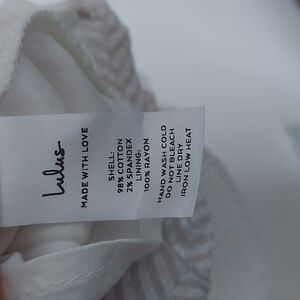 Lulus
MADE WITH LOVE
SHELL:
98% COTTON
2% SPANDEX
LINING:
100% RAYON
HAND WASH COLD
DO NOT BLEACH
LINE DRY
IRON LOW HEAT